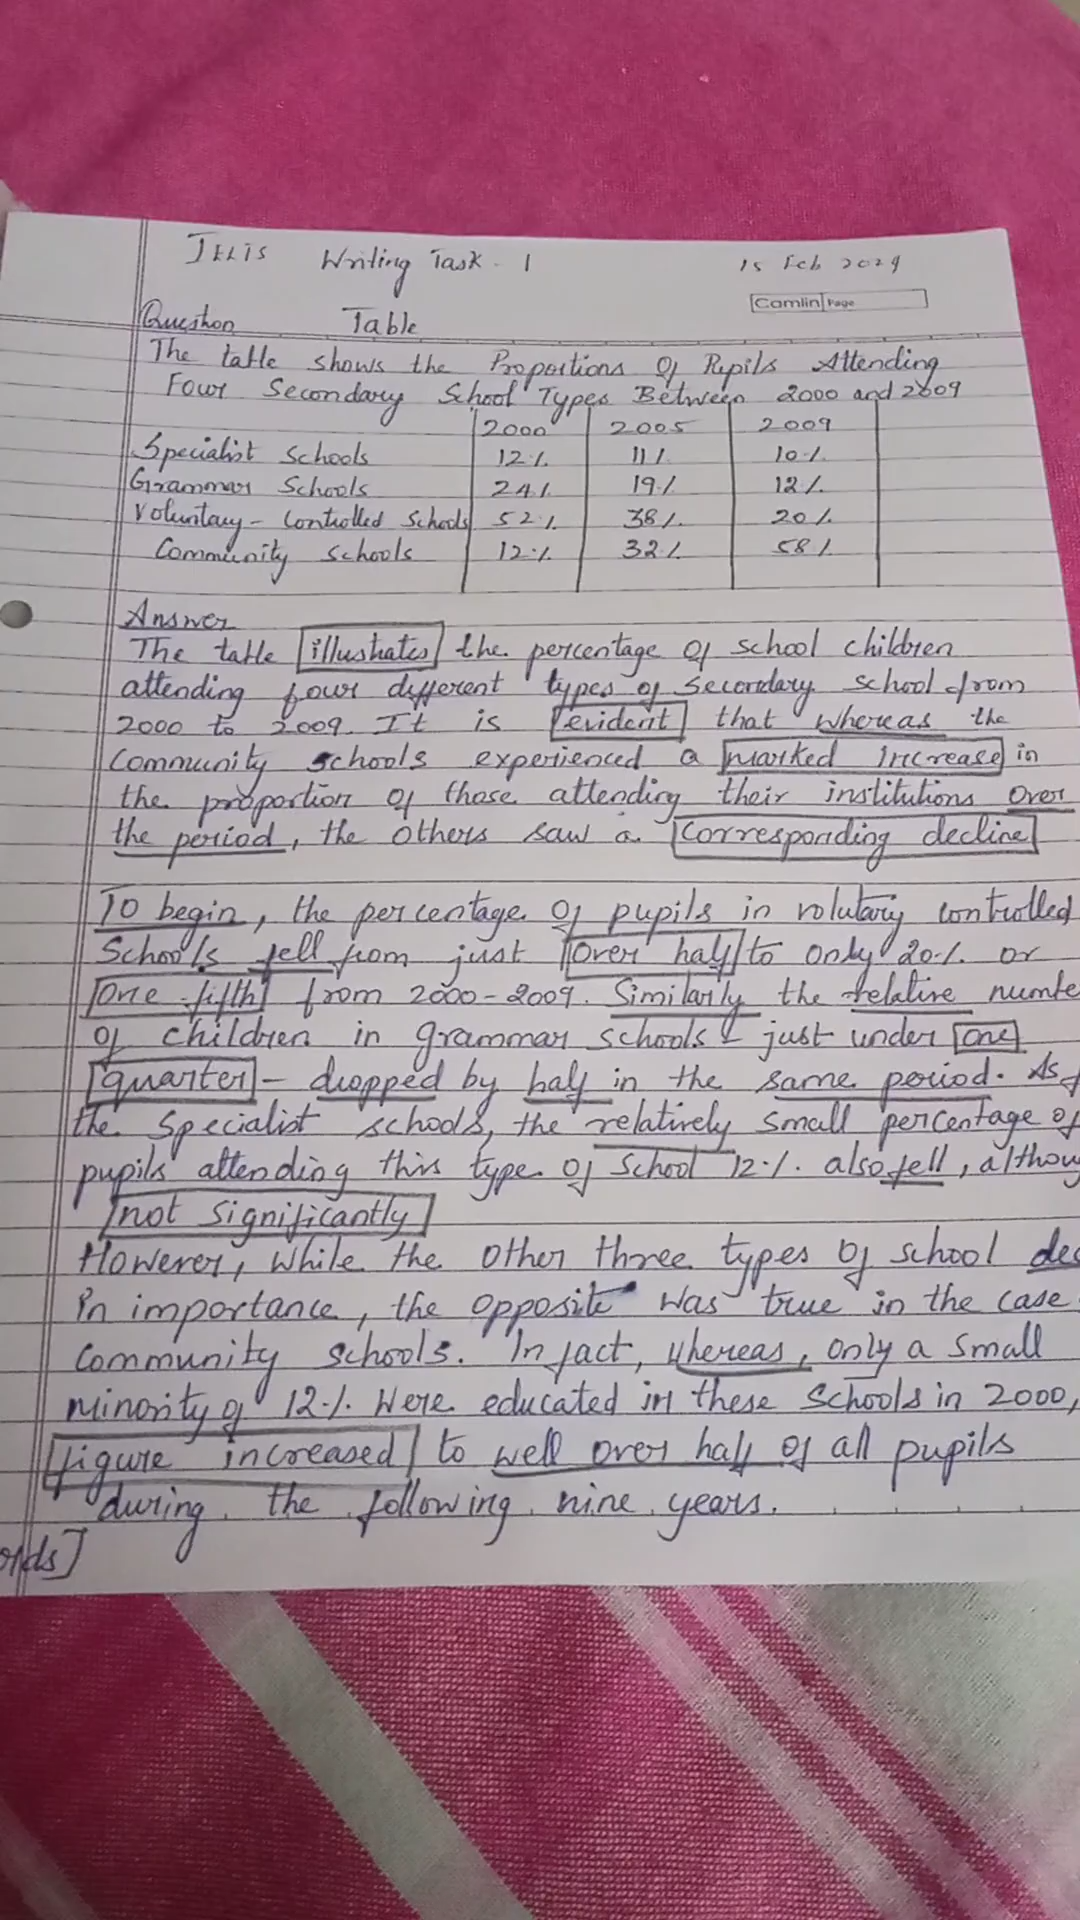 IELTS Writing Task - 1 15 Feb 2024
Camlin Page
Question Table
The table shows the Proportions Of Pupils Attending
Four Secondary School Types Between 2000 and 2009
2000 2005 2009
Specialist Schools 12% 11% 10%
Grammar Schools 24% 19% 12%
Voluntary - Controlled Schools 52% 38% 20%
Community Schools 12% 32% 58%
Answer
The table illustrates the percentage of school children
attending four different types of secondary school from
2000 to 2009. It is evident that whereas the
Community schools experienced a marked increase in
the proportion of those attending their institutions over
the period, the others saw a corresponding decline
To begin, the percentage of pupils in volutary controlled
Schools fell from just over half to only 20% or
one fifth from 2000-2009. Similarily the relative numbe
of children in grammar schools just under one
quarter - dropped by half in the same period. As f
the Specialist schools, the relatively small percentage of
pupils attending this type of School 12% also fell, althou
not significantly
However, while the other three types of school dec
in importance, the opposite was true in the case
Community schools. In fact, whereas, only a small
minority of 12% were educated in these Schools in 2000,
figure increased to well over half of all pupils
during the following nine years.
ords]